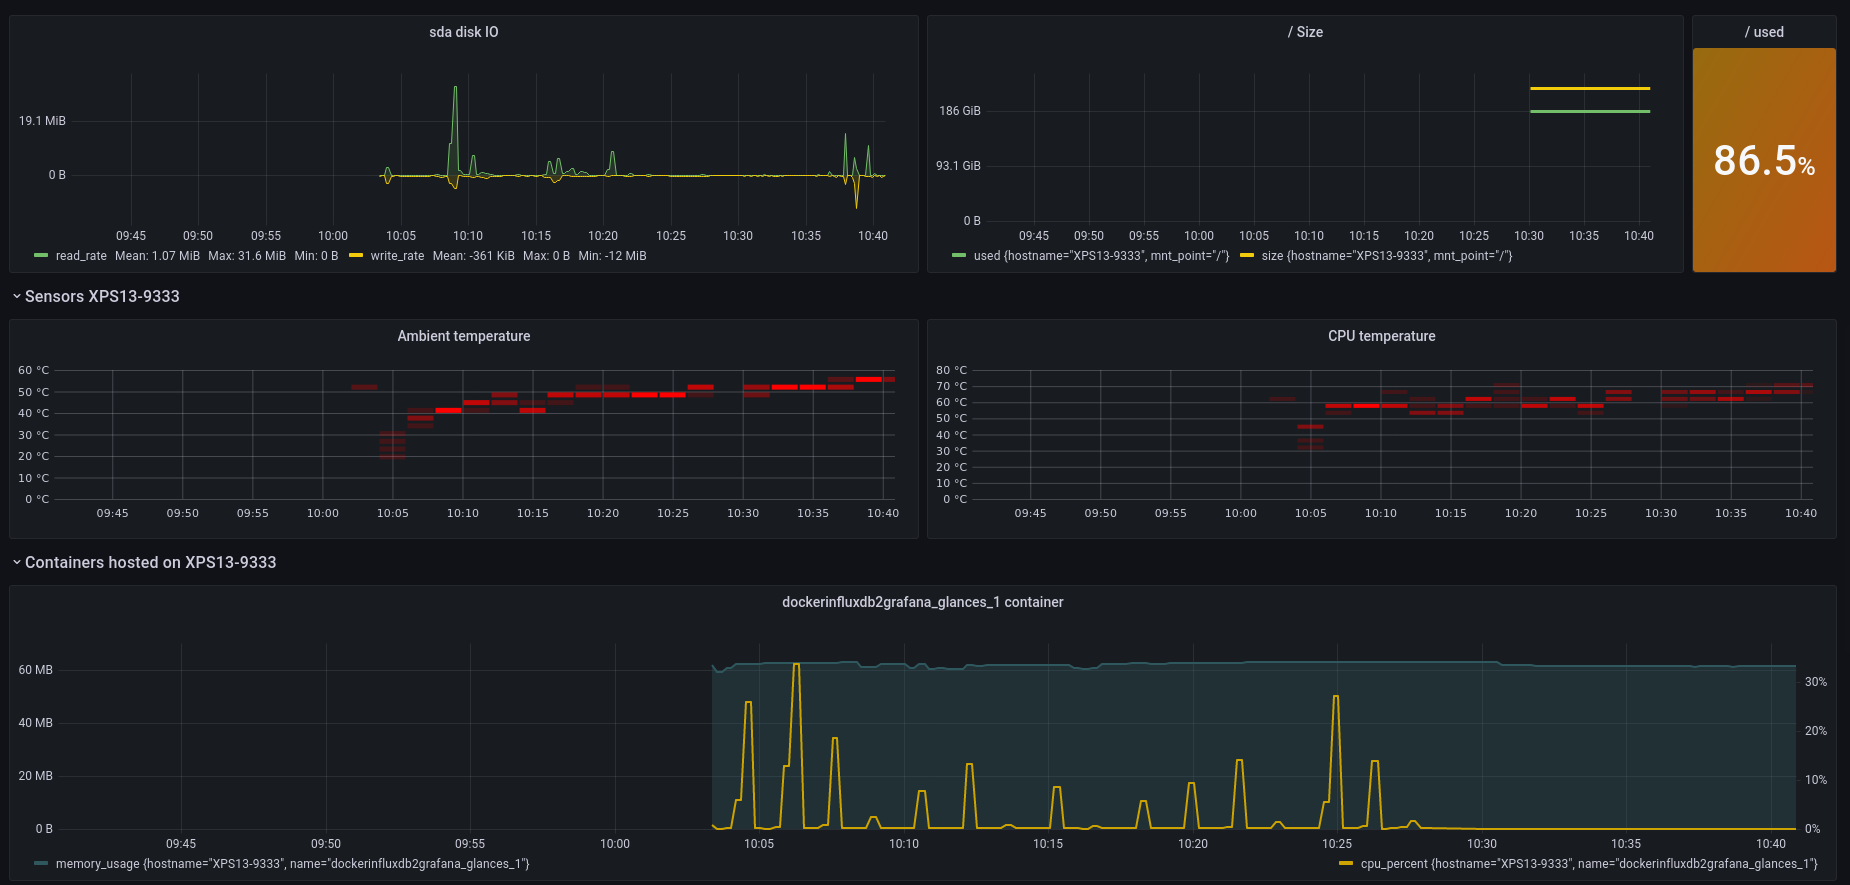 sda disk IO
19.1 MiB
0 B
09:45 09:50 09:55 10:00 10:05 10:10 10:15 10:20 10:25 10:30 10:35 10:40
read_rate Mean: 1.07 MiB Max: 31.6 MiB Min: 0 B write_rate Mean: -361 KiB Max: 0 B Min: -12 MiB
/ Size
186 GiB
93.1 GiB
0 B
09:45 09:50 09:55 10:00 10:05 10:10 10:15 10:20 10:25 10:30 10:35 10:40
used {hostname="XPS13-9333", mnt_point="/"} size {hostname="XPS13-9333", mnt_point="/"}
/ used
86.5%
Sensors XPS13-9333
Ambient temperature
60 °C
50 °C
40 °C
30 °C
20 °C
10 °C
0 °C
09:45 09:50 09:55 10:00 10:05 10:10 10:15 10:20 10:25 10:30 10:35 10:40
CPU temperature
80 °C
70 °C
60 °C
50 °C
40 °C
30 °C
20 °C
10 °C
0 °C
09:45 09:50 09:55 10:00 10:05 10:10 10:15 10:20 10:25 10:30 10:35 10:40
Containers hosted on XPS13-9333
dockerinfluxdb2grafana_glances_1 container
60 MB
40 MB
20 MB
0 B
30%
20%
10%
0%
09:45 09:50 09:55 10:00 10:05 10:10 10:15 10:20 10:25 10:30 10:35 10:40
memory_usage {hostname="XPS13-9333", name="dockerinfluxdb2grafana_glances_1"} cpu_percent {hostname="XPS13-9333", name="dockerinfluxdb2grafana_glances_1"}